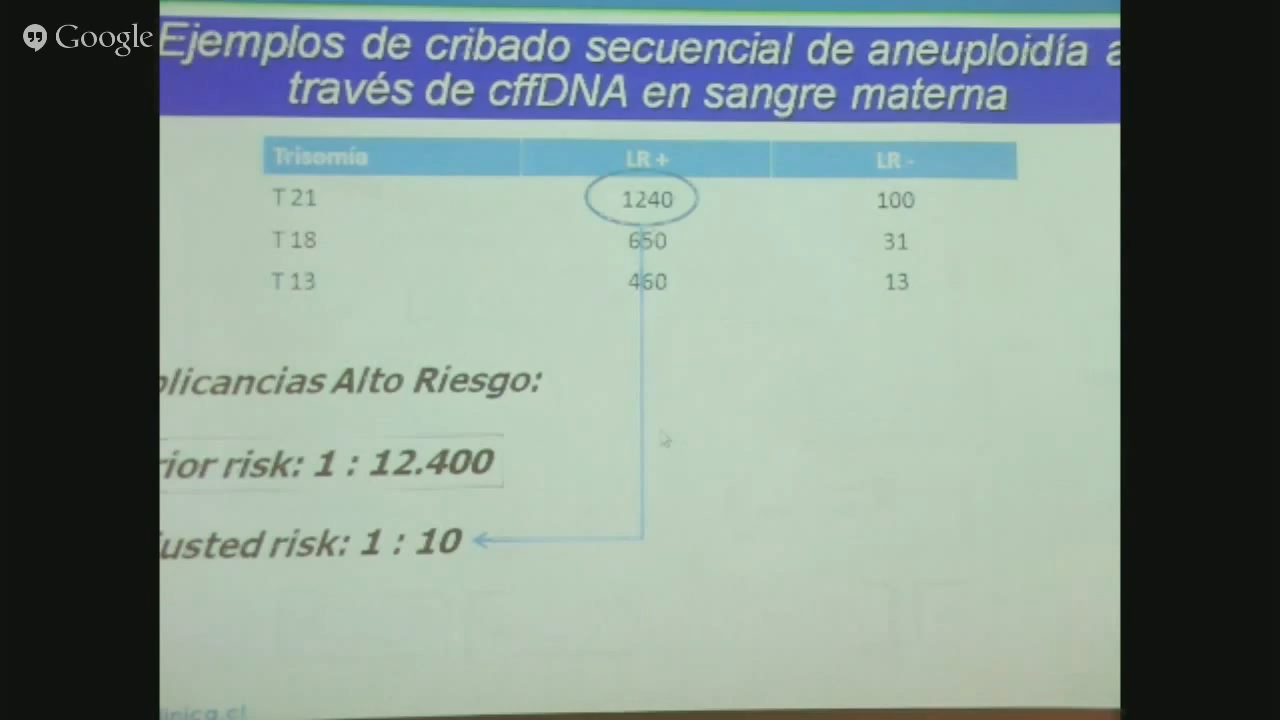 Google
Ejemplos de cribado secuencial de aneuploidía a
través de cffDNA en sangre materna
Trisomía LR + LR -
T 21 1240 100
T 18 650 31
T 13 460 13
plicancias Alto Riesgo:
rior risk: 1 : 12.400
usted risk: 1 : 10